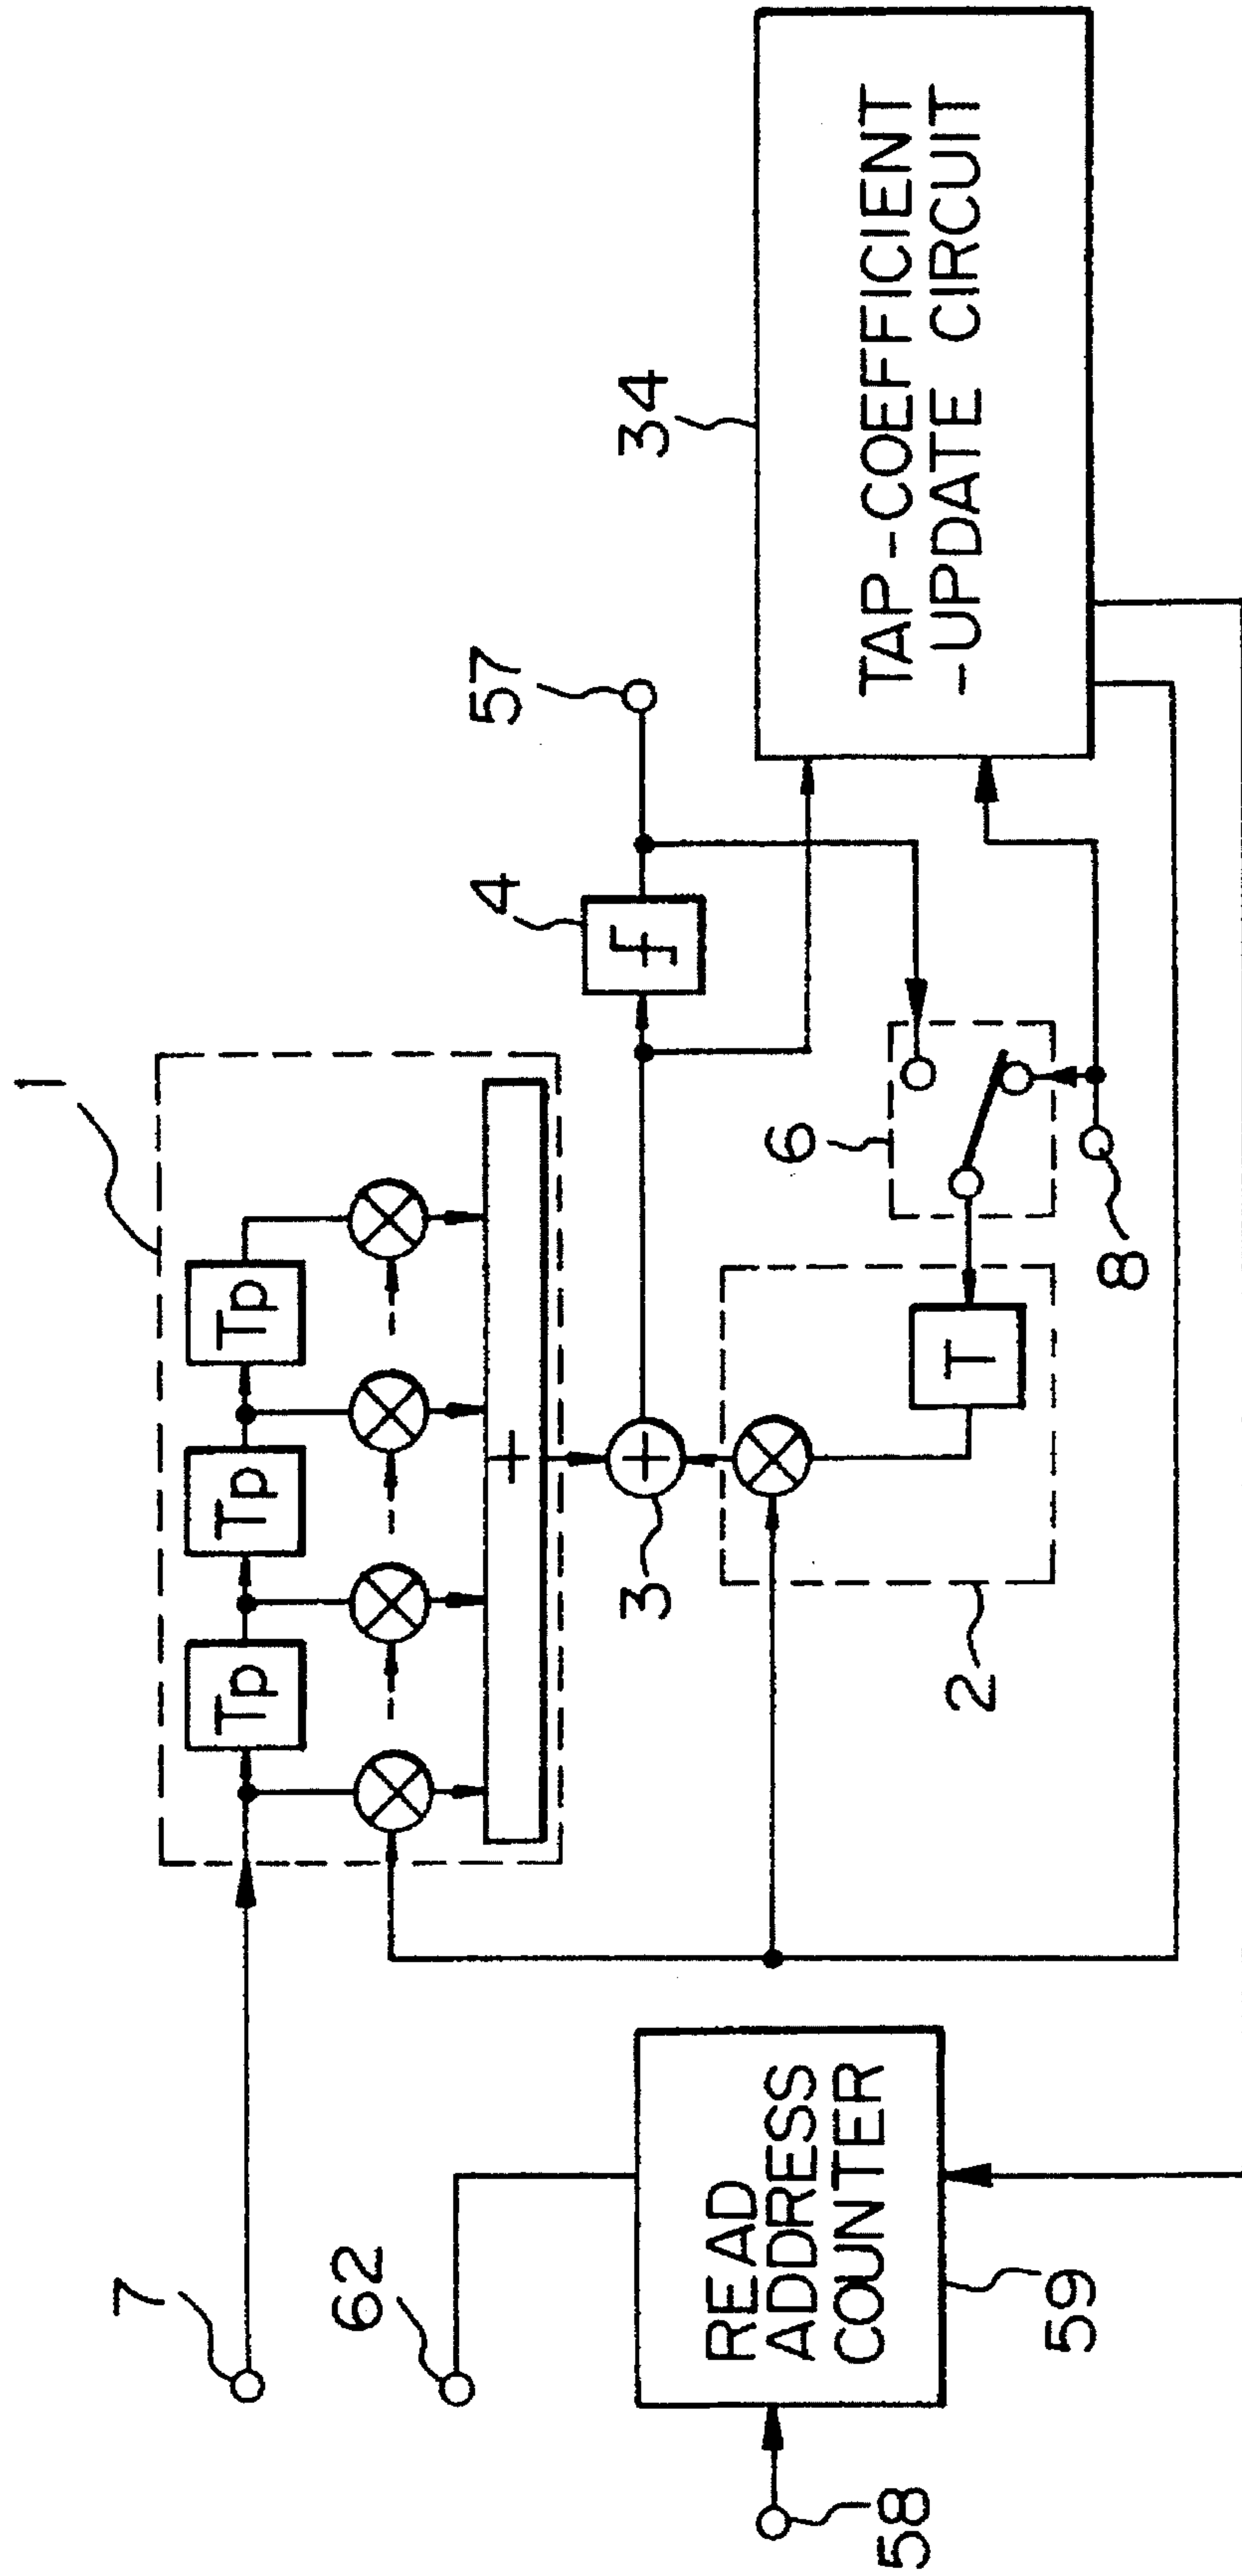 1
Tp
Tp
Tp
+
7
62
3
+
4
57
34
TAP-COEFFICIENT
-UPDATE CIRCUIT
2
T
6
8
READ
ADDRESS
COUNTER
58
59